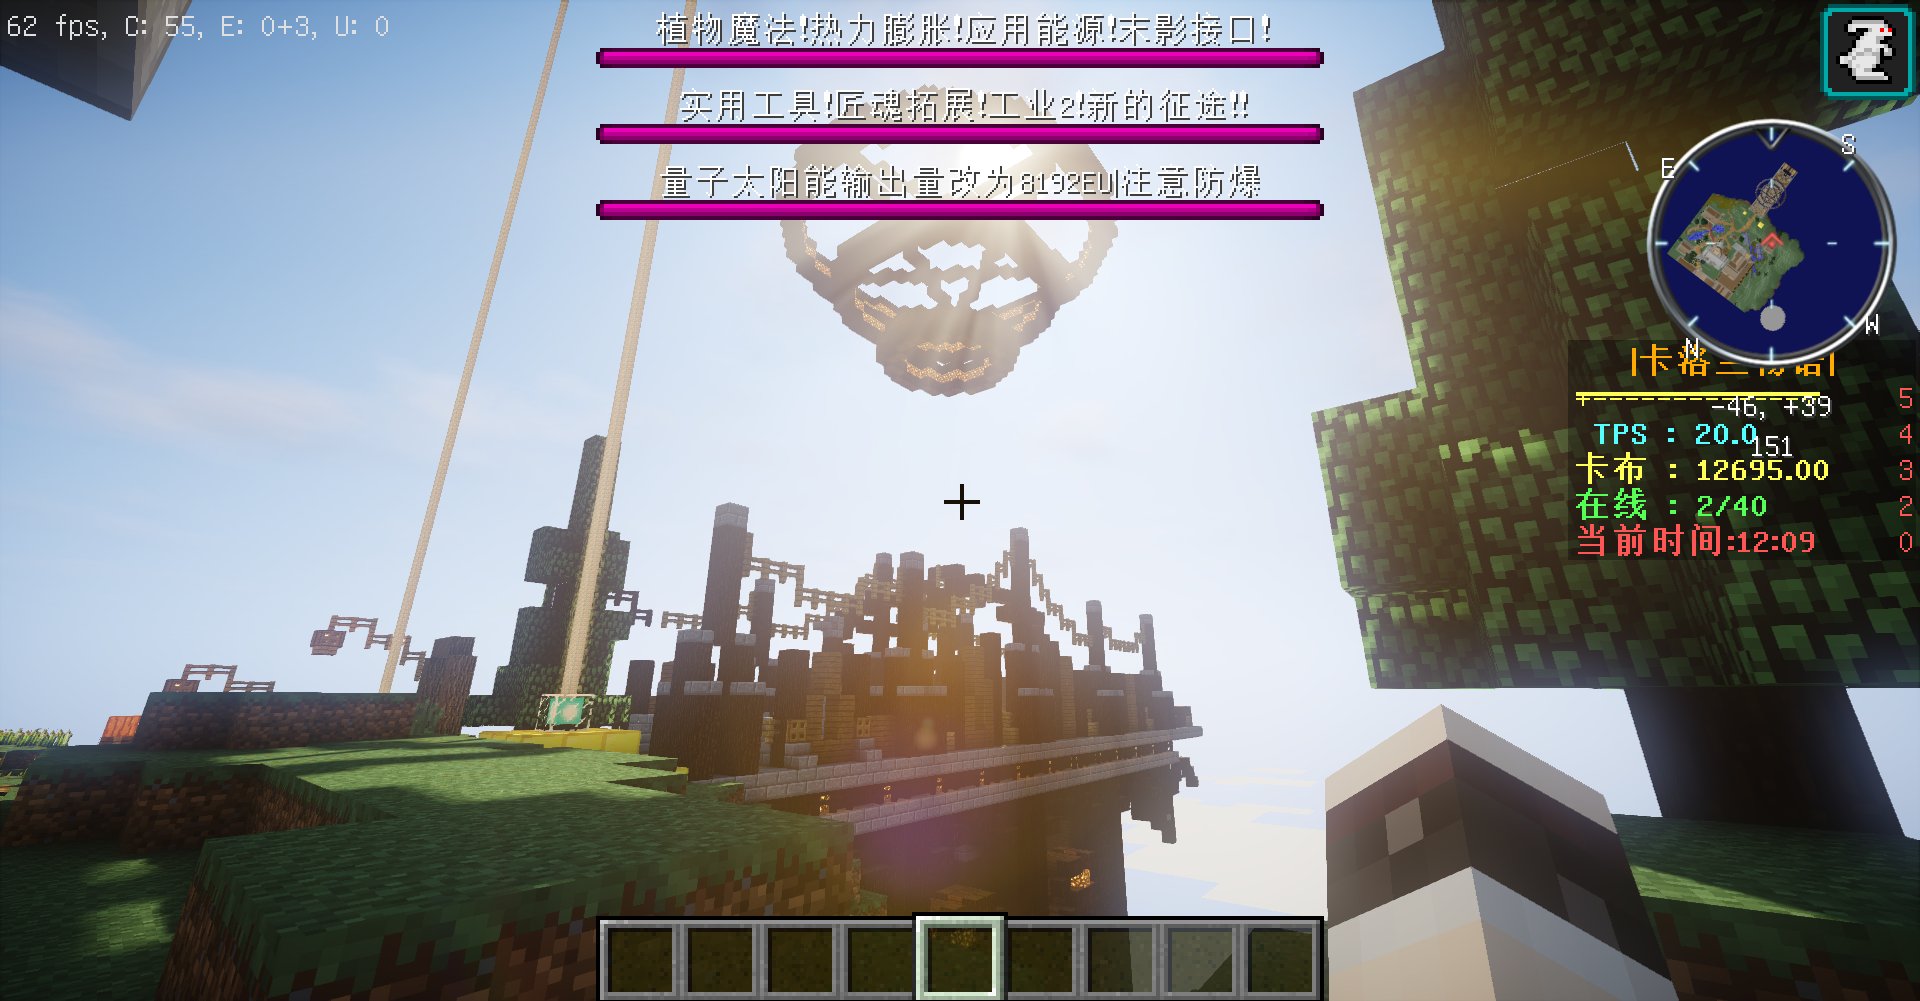 62 fps, C: 55, E: 0+3, U: 0
植物魔法!热力膨胀!应用能源!末影接口!
实用工具!匠魂拓展!工业2!新的征途!!
量子太阳能输出量改为8192EU|注意防爆
S
E
W
N
-46, +39
5
TPS : 20.0
4
151
卡布 : 12695.00
3
在线 : 2/40
2
当前时间:12:09
0